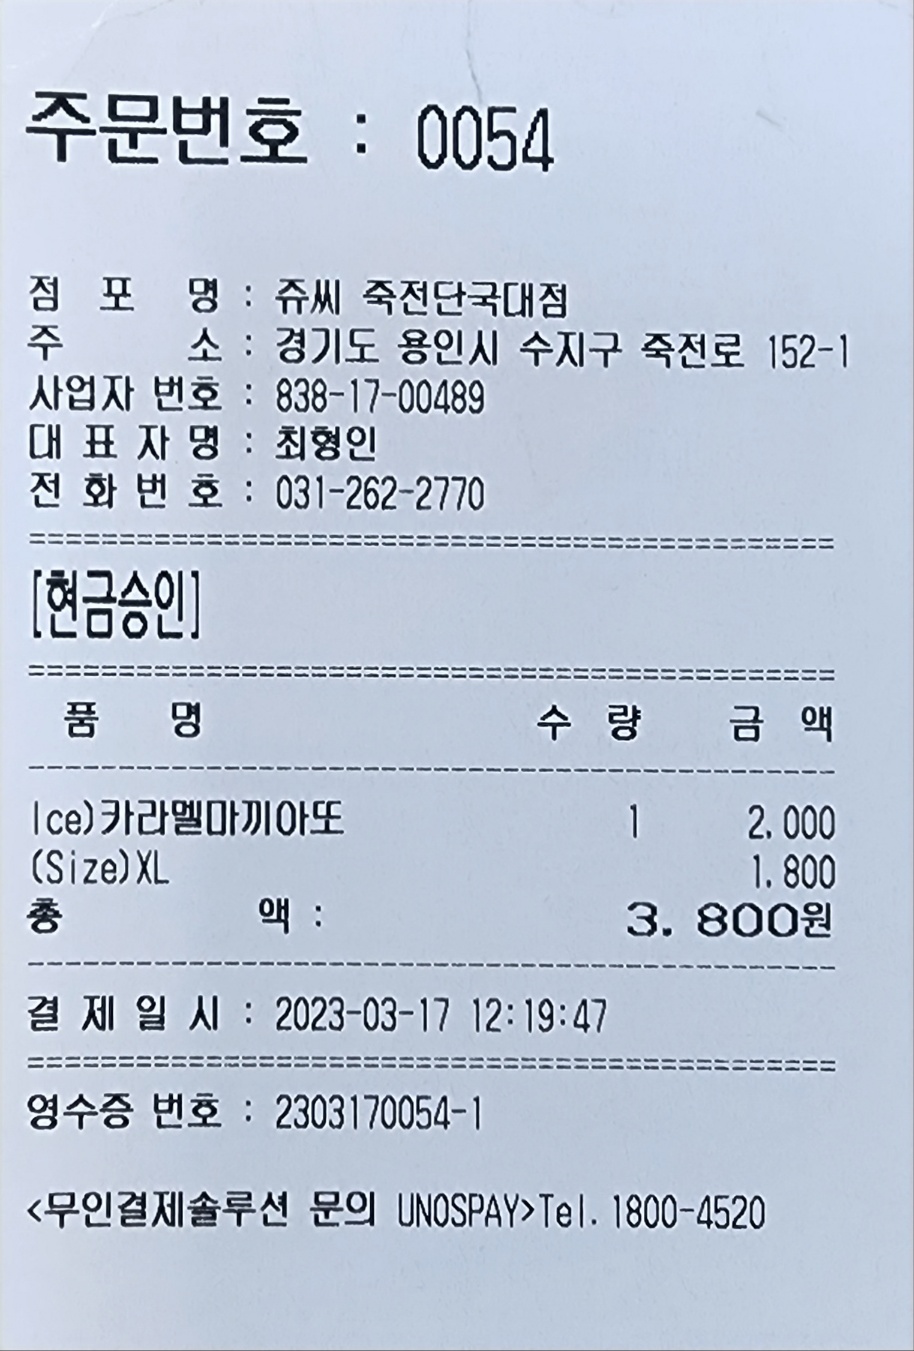 주문번호 : 0054
점 포 명 : 쥬씨 죽전단국대점
주 소 : 경기도 용인시 수지구 죽전로 152-1
사업자 번호 : 838-17-00489
대 표 자 명 : 최형인
전 화 번 호 : 031-262-2770
==============================================
[현금승인]
==============================================
품 명 수 량 금 액
----------------------------------------------
Ice)카라멜마끼아또 1 2,000
(Size)XL 1,800
총 액 : 3,800원
----------------------------------------------
결 제 일 시 : 2023-03-17 12:19:47
==============================================
영수증 번호 : 2303170054-1
<무인결제솔루션 문의 UNOSPAY>Tel. 1800-4520